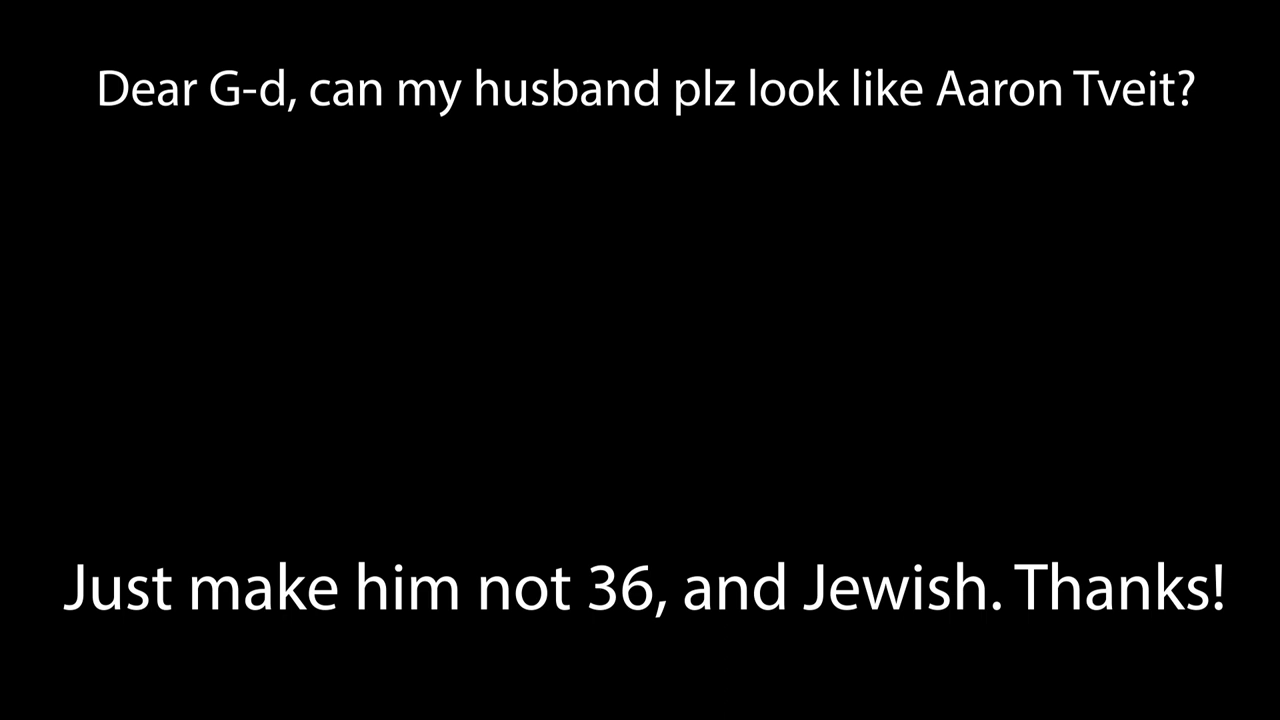 Dear G-d, can my husband plz look like Aaron Tveit?
Just make him not 36, and Jewish. Thanks!